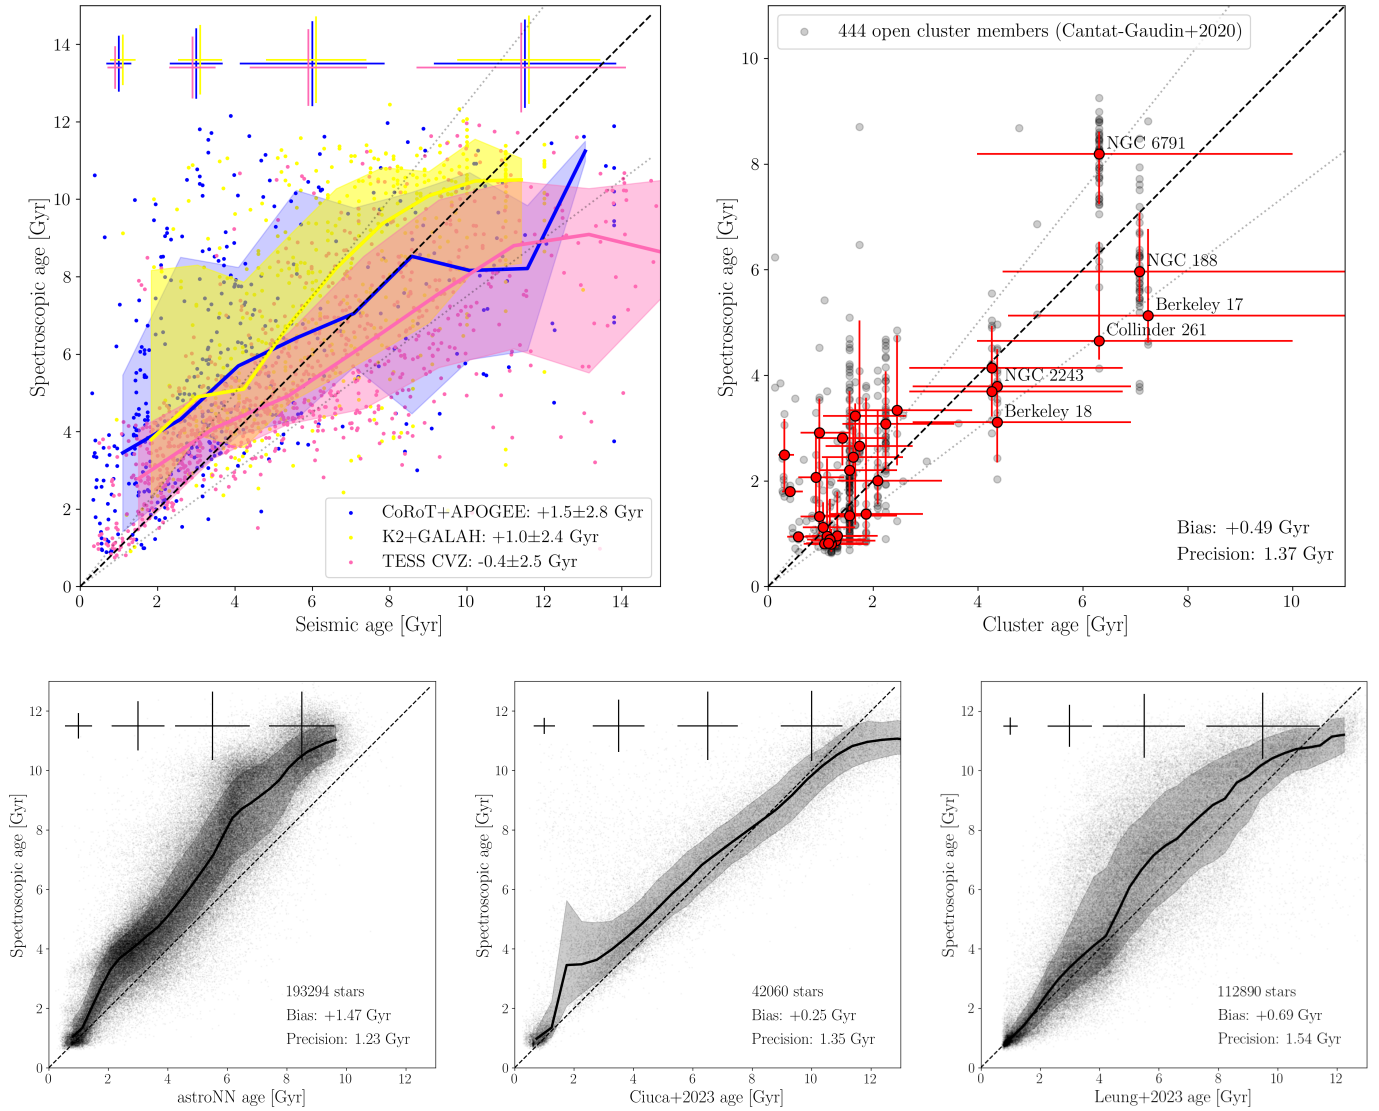 14
12
10
8
6
4
2
0
0
2
4
6
8
10
12
14
Spectroscopic age [Gyr]
Seismic age [Gyr]
CoRoT+APOGEE: +1.5±2.8 Gyr
K2+GALAH: +1.0±2.4 Gyr
TESS CVZ: -0.4±2.5 Gyr
444 open cluster members (Cantat-Gaudin+2020)
10
8
6
4
2
0
0
2
4
6
8
10
Spectroscopic age [Gyr]
Cluster age [Gyr]
NGC 6791
NGC 188
Berkeley 17
Collinder 261
NGC 2243
Berkeley 18
Bias: +0.49 Gyr
Precision: 1.37 Gyr
12
10
8
6
4
2
0
0
2
4
6
8
10
12
Spectroscopic age [Gyr]
astroNN age [Gyr]
193294 stars
Bias: +1.47 Gyr
Precision: 1.23 Gyr
12
10
8
6
4
2
0
0
2
4
6
8
10
12
Spectroscopic age [Gyr]
Ciuca+2023 age [Gyr]
42060 stars
Bias: +0.25 Gyr
Precision: 1.35 Gyr
12
10
8
6
4
2
0
0
2
4
6
8
10
12
Spectroscopic age [Gyr]
Leung+2023 age [Gyr]
112890 stars
Bias: +0.69 Gyr
Precision: 1.54 Gyr